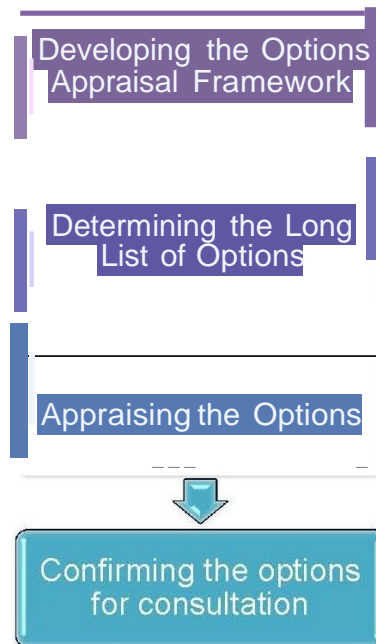 Developing the Options
Appraisal Framework
Determining the Long
List of Options
Appraising the Options
Confirming the options
for consultation